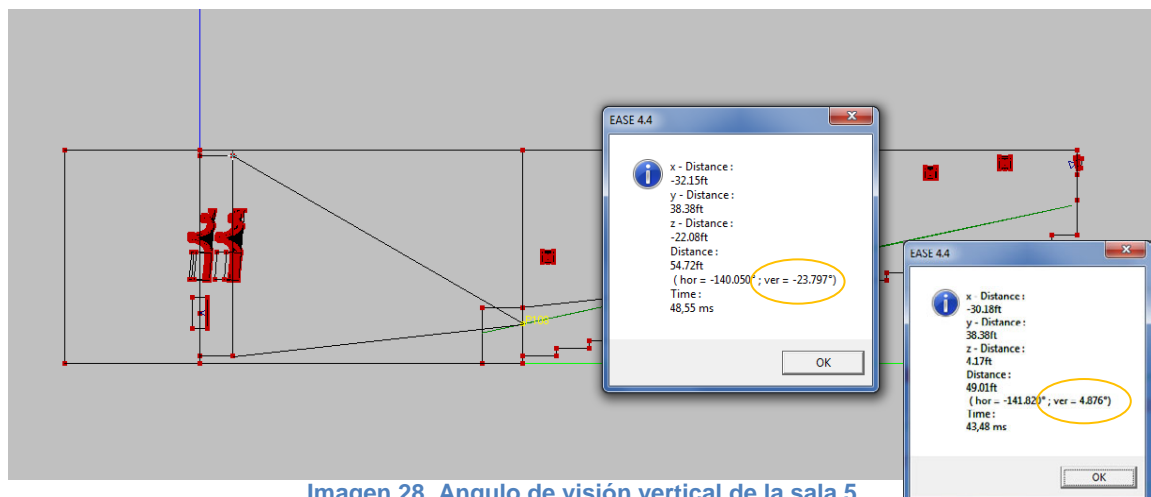 EASE 4.4
x - Distance :
-32.15ft
y - Distance :
38.38ft
z - Distance :
-22.08ft
Distance :
54.72ft
( hor = -140.050° ; ver = -23.797°)
Time :
48,55 ms
OK
P108
EASE 4.4
x - Distance :
-30.18ft
y - Distance :
38.38ft
z - Distance :
4.17ft
Distance :
49.01ft
( hor = -141.820° ; ver = 4.876°)
Time :
43,48 ms
OK
Imagen 28. Angulo de visión vertical de la sala 5